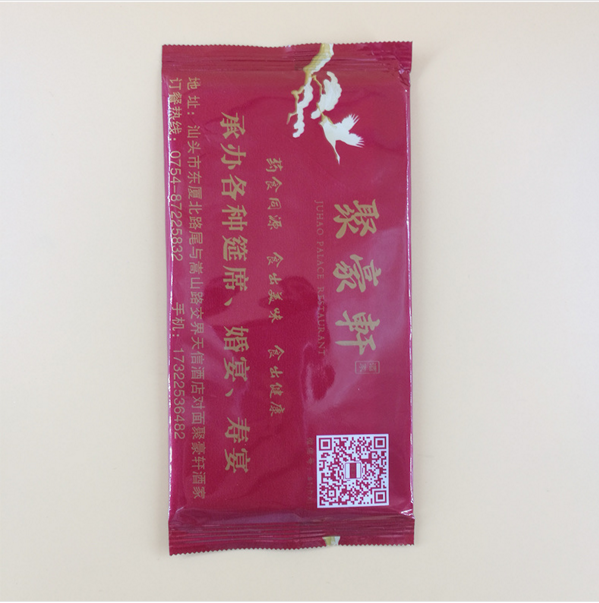 聚豪轩
JUHAO PALACE RESTAURANT
药食同源 食出美味 食出健康
承办各种筵席、婚宴、寿宴
地址：汕头市东厦北路尾与嵩山路交界天信酒店对面聚豪轩酒家
订餐热线：0754-87225832 手机：17322536482